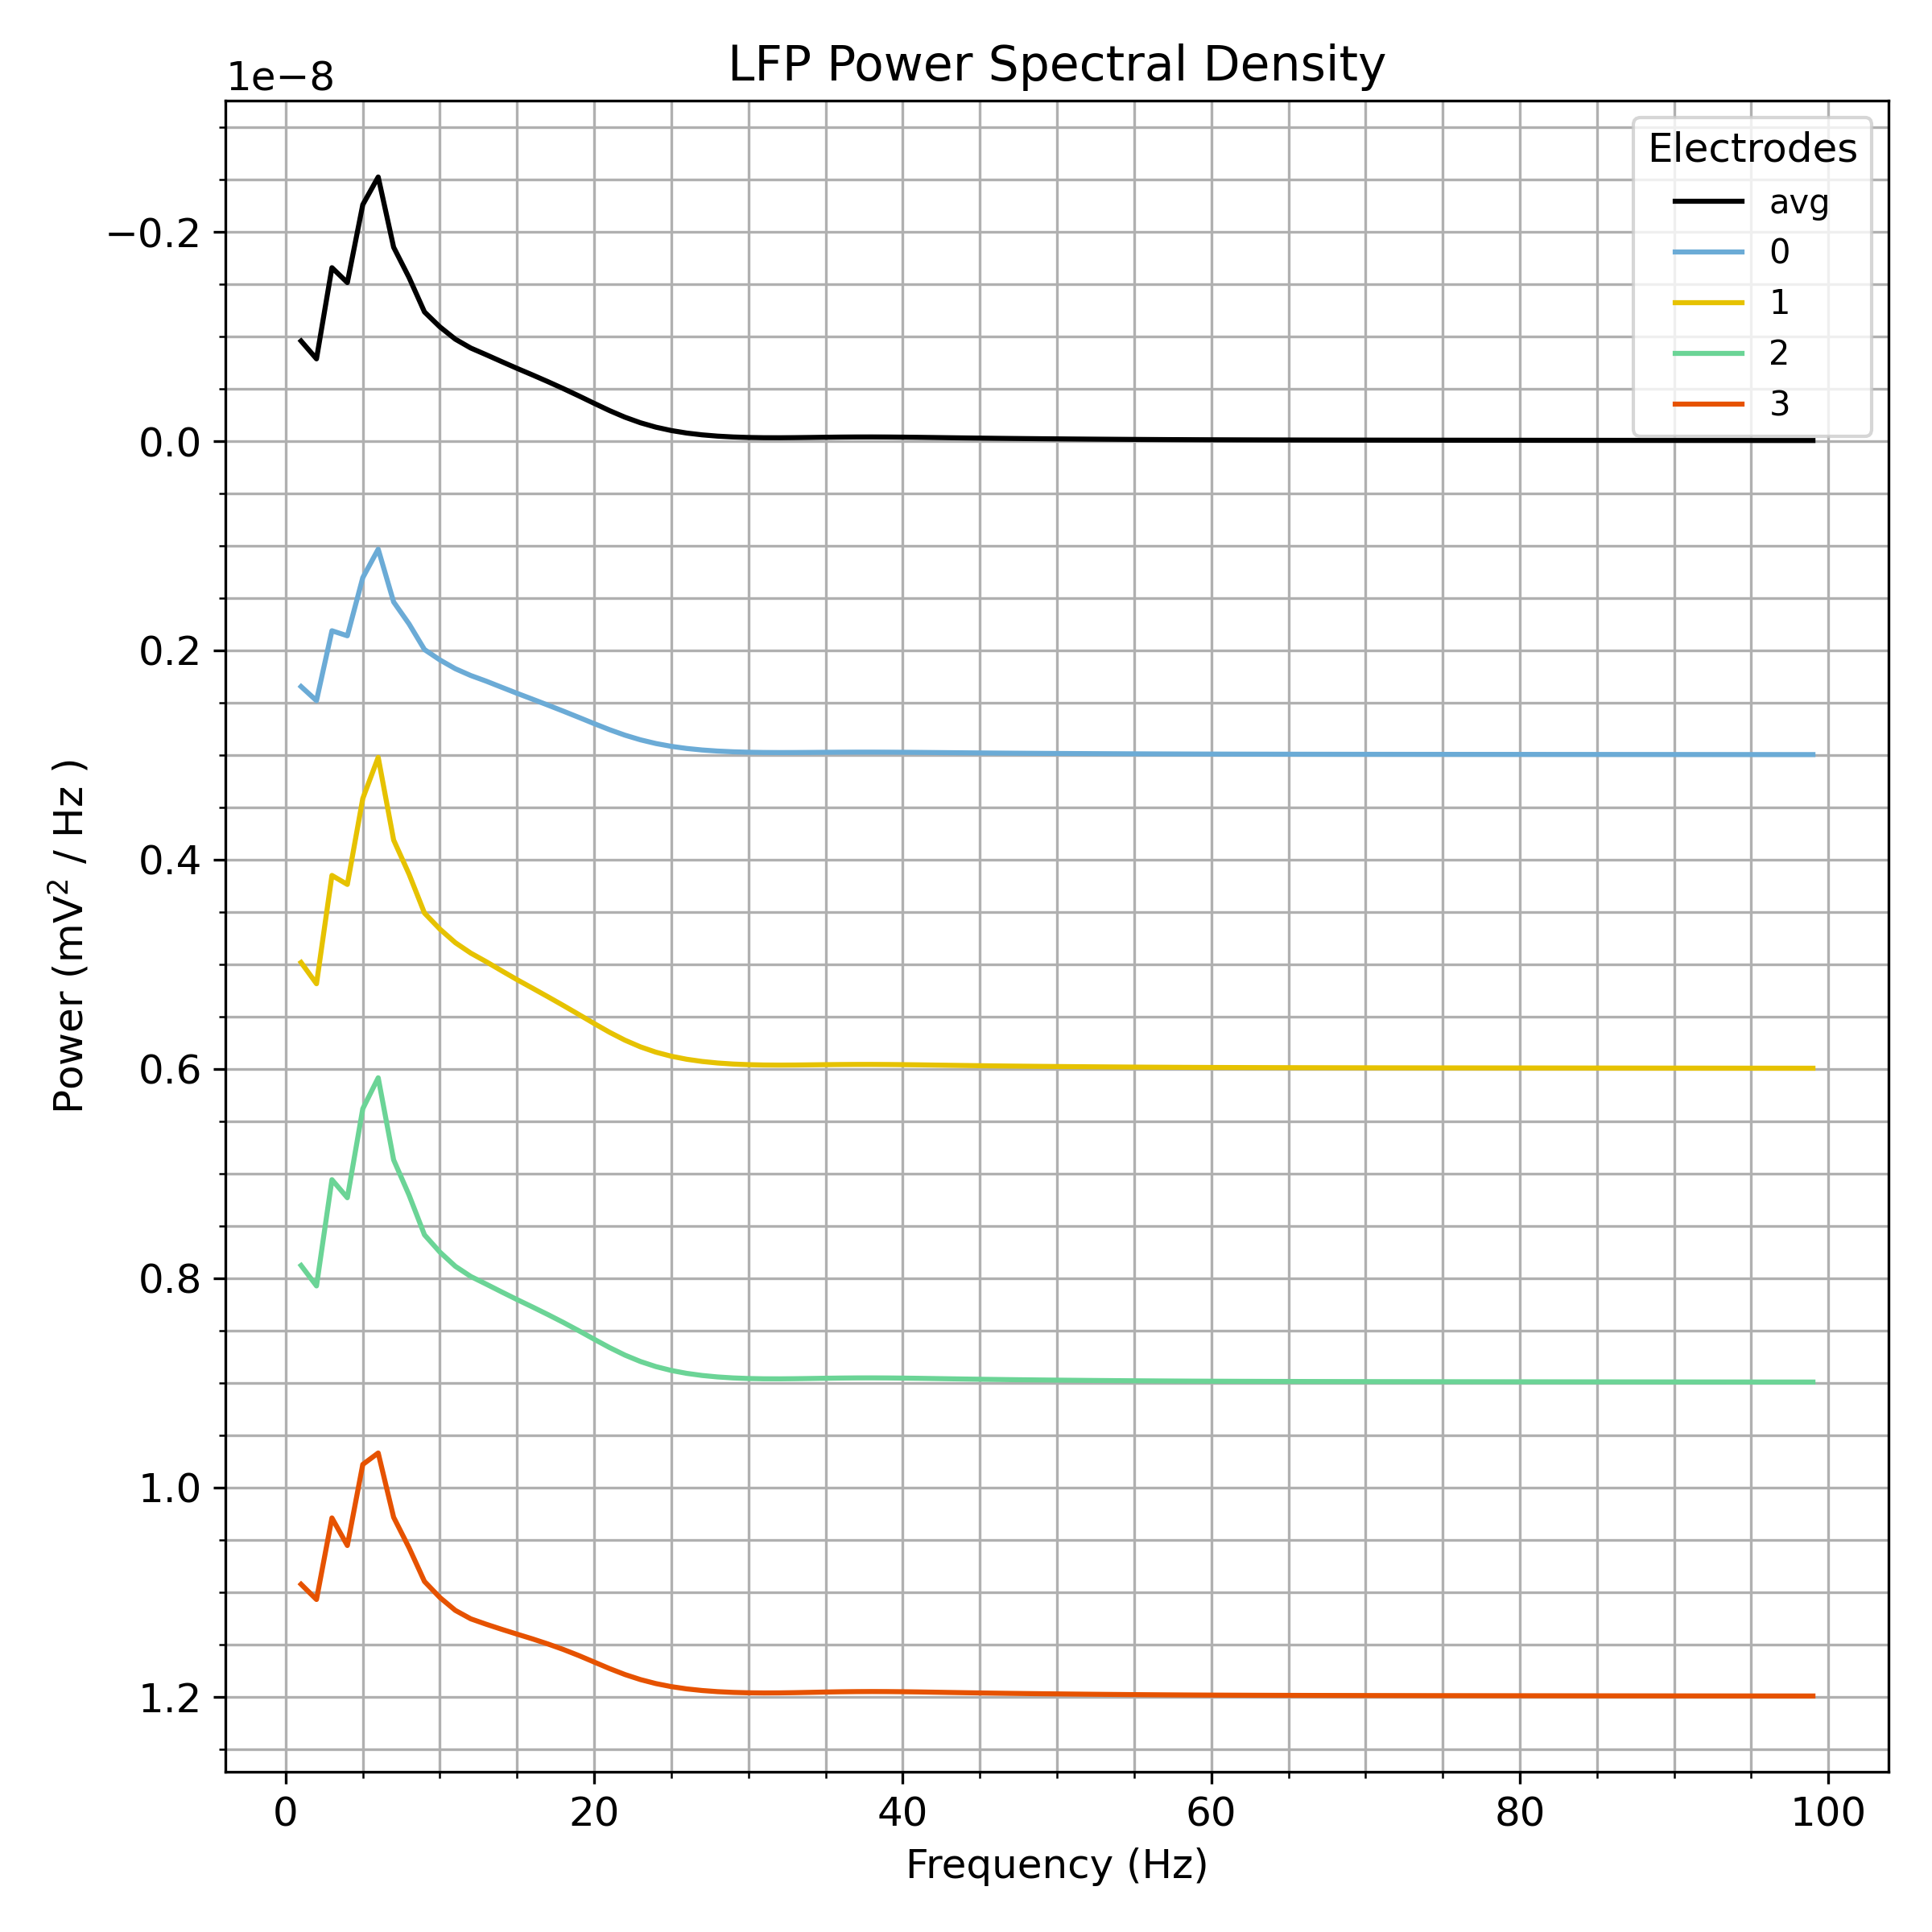 LFP Power Spectral Density
1e−8
Electrodes
avg
0
1
2
3
−0.2
0.0
0.2
0.4
0.6
0.8
1.0
1.2
Power (mV² / Hz )
0 20 40 60 80 100
Frequency (Hz)